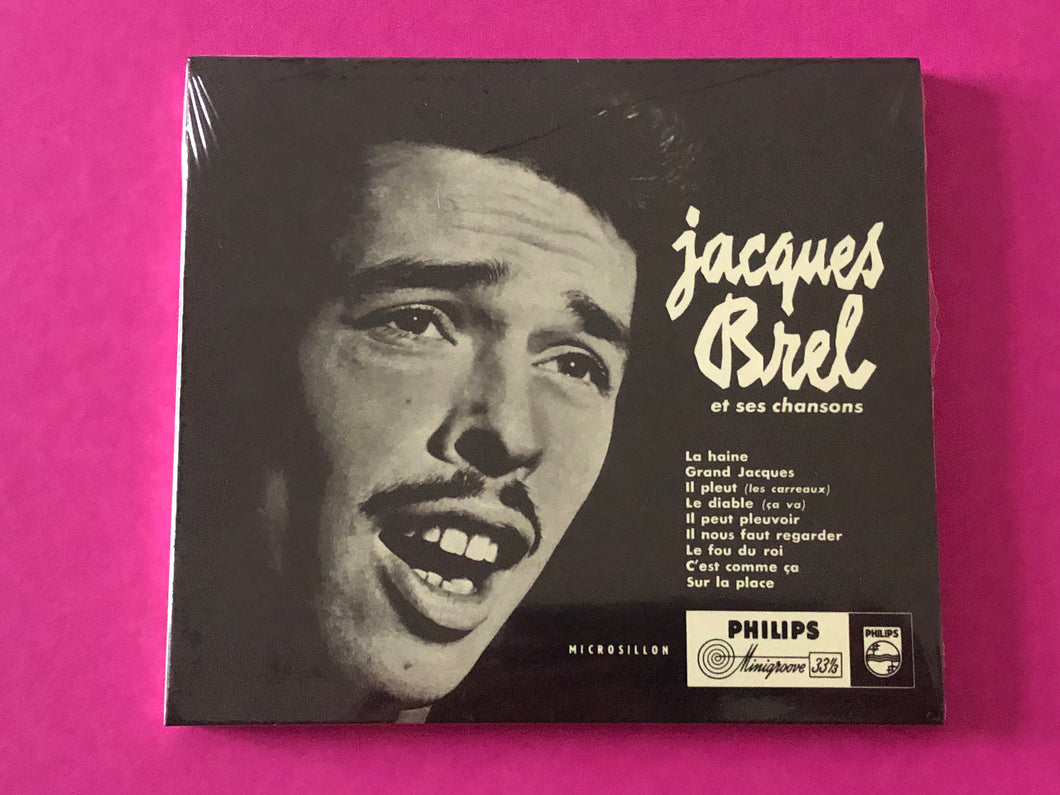 jacques
Brel
et ses chansons
La haine
Grand Jacques
Il pleut (les carreaux)
Le diable (ça va)
Il peut pleuvoir
Il nous faut regarder
Le fou du roi
C'est comme ça
Sur la place
MICROSILLON
PHILIPS
Minigroove 33⅓
PHILIPS